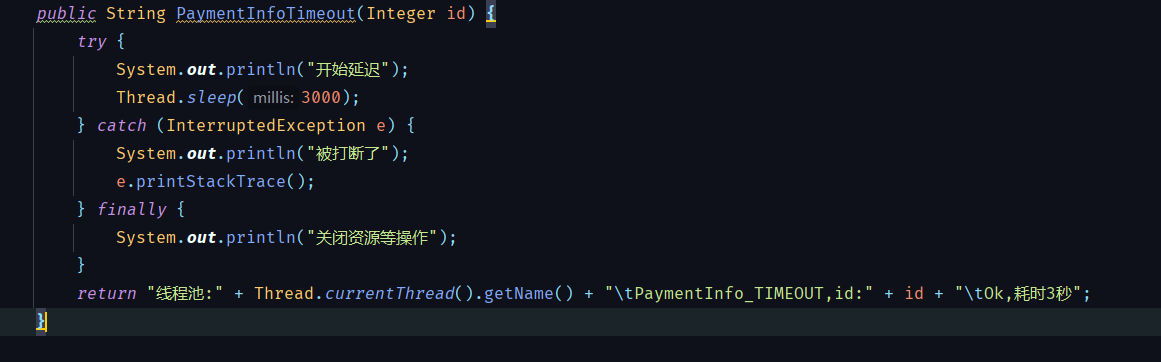 public String PaymentInfoTimeout(Integer id) {
try {
System.out.println("开始延迟");
Thread.sleep( millis: 3000);
} catch (InterruptedException e) {
System.out.println("被打断了");
e.printStackTrace();
} finally {
System.out.println("关闭资源等操作");
}
return "线程池:" + Thread.currentThread().getName() + "\tPaymentInfo_TIMEOUT,id:" + id + "\tOk,耗时3秒";
}